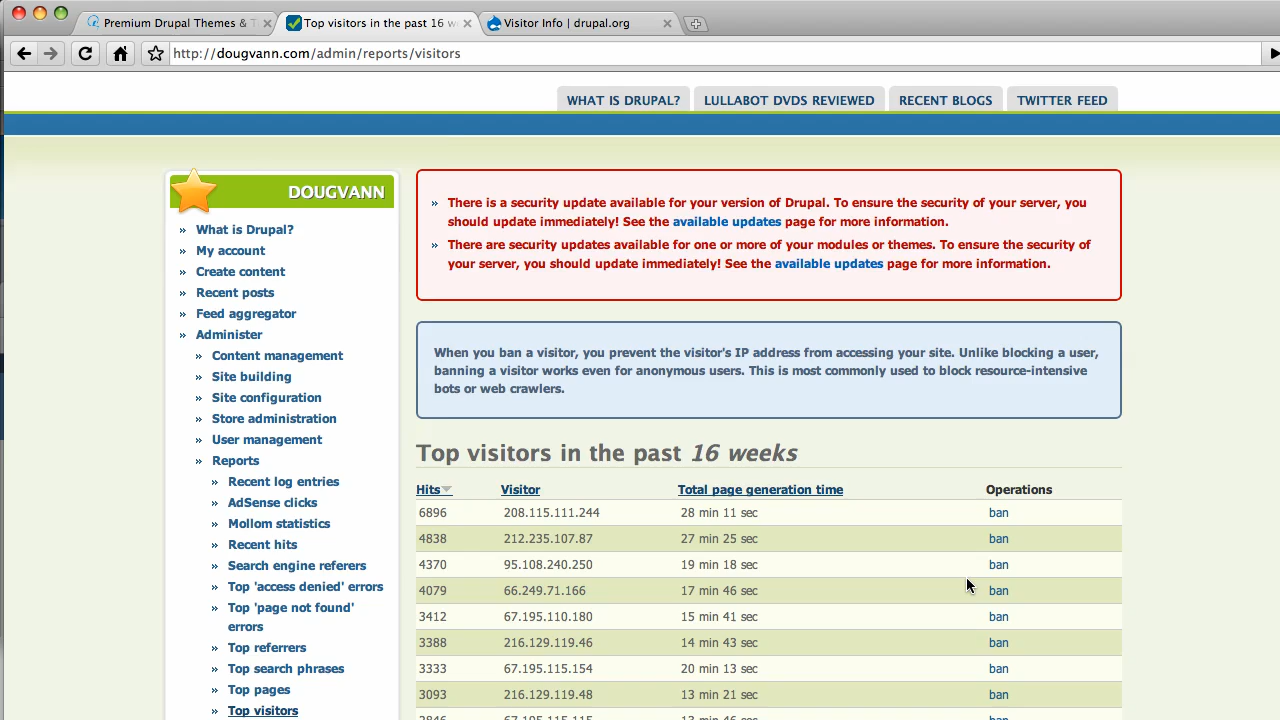 Premium Drupal Themes & T
Top visitors in the past 16 w
Visitor Info | drupal.org
http://dougvann.com/admin/reports/visitors
WHAT IS DRUPAL?
LULLABOT DVDS REVIEWED
RECENT BLOGS
TWITTER FEED
DOUGVANN
» What is Drupal?
» My account
» Create content
» Recent posts
» Feed aggregator
» Administer
» Content management
» Site building
» Site configuration
» Store administration
» User management
» Reports
» Recent log entries
» AdSense clicks
» Mollom statistics
» Recent hits
» Search engine referers
» Top 'access denied' errors
» Top 'page not found'
errors
» Top referrers
» Top search phrases
» Top pages
» Top visitors
» There is a security update available for your version of Drupal. To ensure the security of your server, you
should update immediately! See the available updates page for more information.
» There are security updates available for one or more of your modules or themes. To ensure the security of
your server, you should update immediately! See the available updates page for more information.
When you ban a visitor, you prevent the visitor's IP address from accessing your site. Unlike blocking a user,
banning a visitor works even for anonymous users. This is most commonly used to block resource-intensive
bots or web crawlers.
Top visitors in the past 16 weeks
Hits Visitor Total page generation time Operations
6896 208.115.111.244 28 min 11 sec ban
4838 212.235.107.87 27 min 25 sec ban
4370 95.108.240.250 19 min 18 sec ban
4079 66.249.71.166 17 min 46 sec ban
3412 67.195.110.180 15 min 41 sec ban
3388 216.129.119.46 14 min 43 sec ban
3333 67.195.115.154 20 min 13 sec ban
3093 216.129.119.48 13 min 21 sec ban